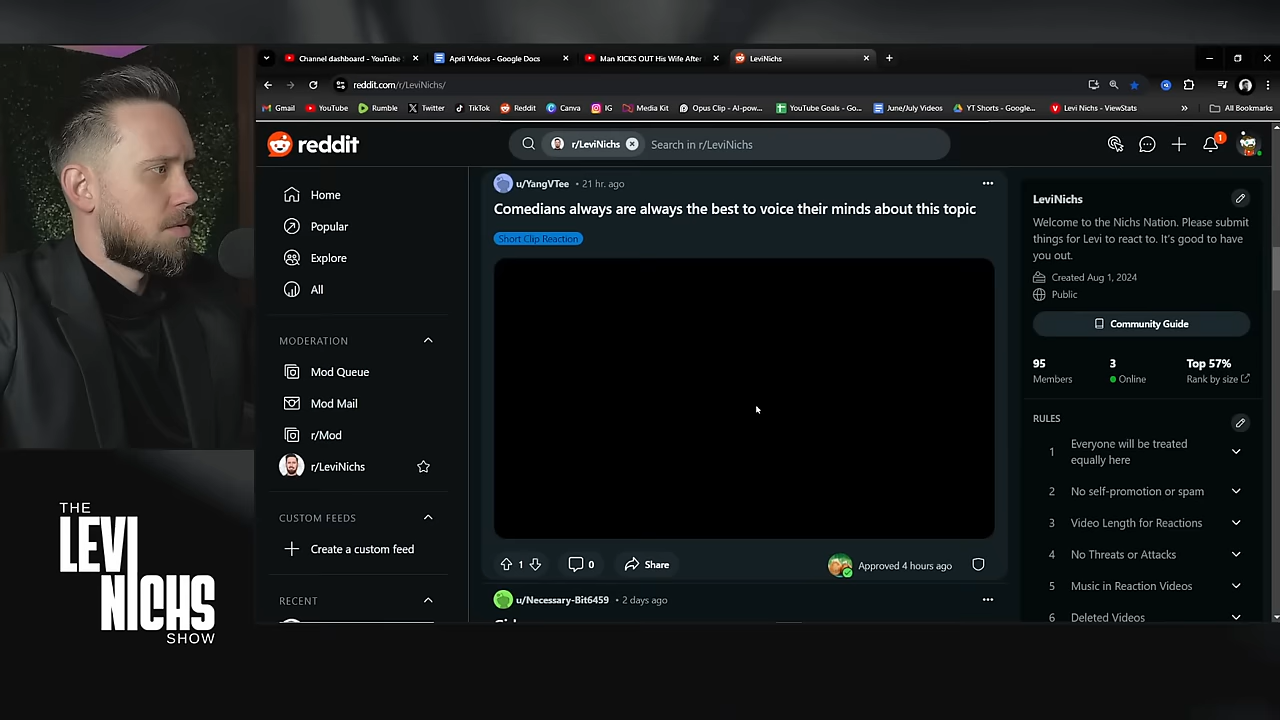 Channel dashboard - YouTube
April Videos - Google Docs
Man KICKS OUT His Wife After
LeviNichs
reddit.com/r/LeviNichs/
Gmail
YouTube
Rumble
Twitter
TikTok
Reddit
Canva
IG
Media Kit
Opus Clip - AI-pow...
YouTube Goals - Go...
June/July Videos
YT Shorts - Google...
Levi Nichs - ViewStats
All Bookmarks
reddit
r/LeviNichs
Search in r/LeviNichs
1
Home
Popular
Explore
All
MODERATION
Mod Queue
Mod Mail
r/Mod
r/LeviNichs
CUSTOM FEEDS
Create a custom feed
RECENT
u/YangVTee • 21 hr. ago
Comedians always are always the best to voice their minds about this topic
Short Clip Reaction
1
0
Share
Approved 4 hours ago
u/Necessary-Bit6459 • 2 days ago
LeviNichs
Welcome to the Nichs Nation. Please submit
things for Levi to react to. It's good to have
you out.
Created Aug 1, 2024
Public
Community Guide
95 3 Top 57%
Members Online Rank by size
RULES
1 Everyone will be treated
equally here
2 No self-promotion or spam
3 Video Length for Reactions
4 No Threats or Attacks
5 Music in Reaction Videos
6 Deleted Videos
THE
LEVI
NICHS
SHOW